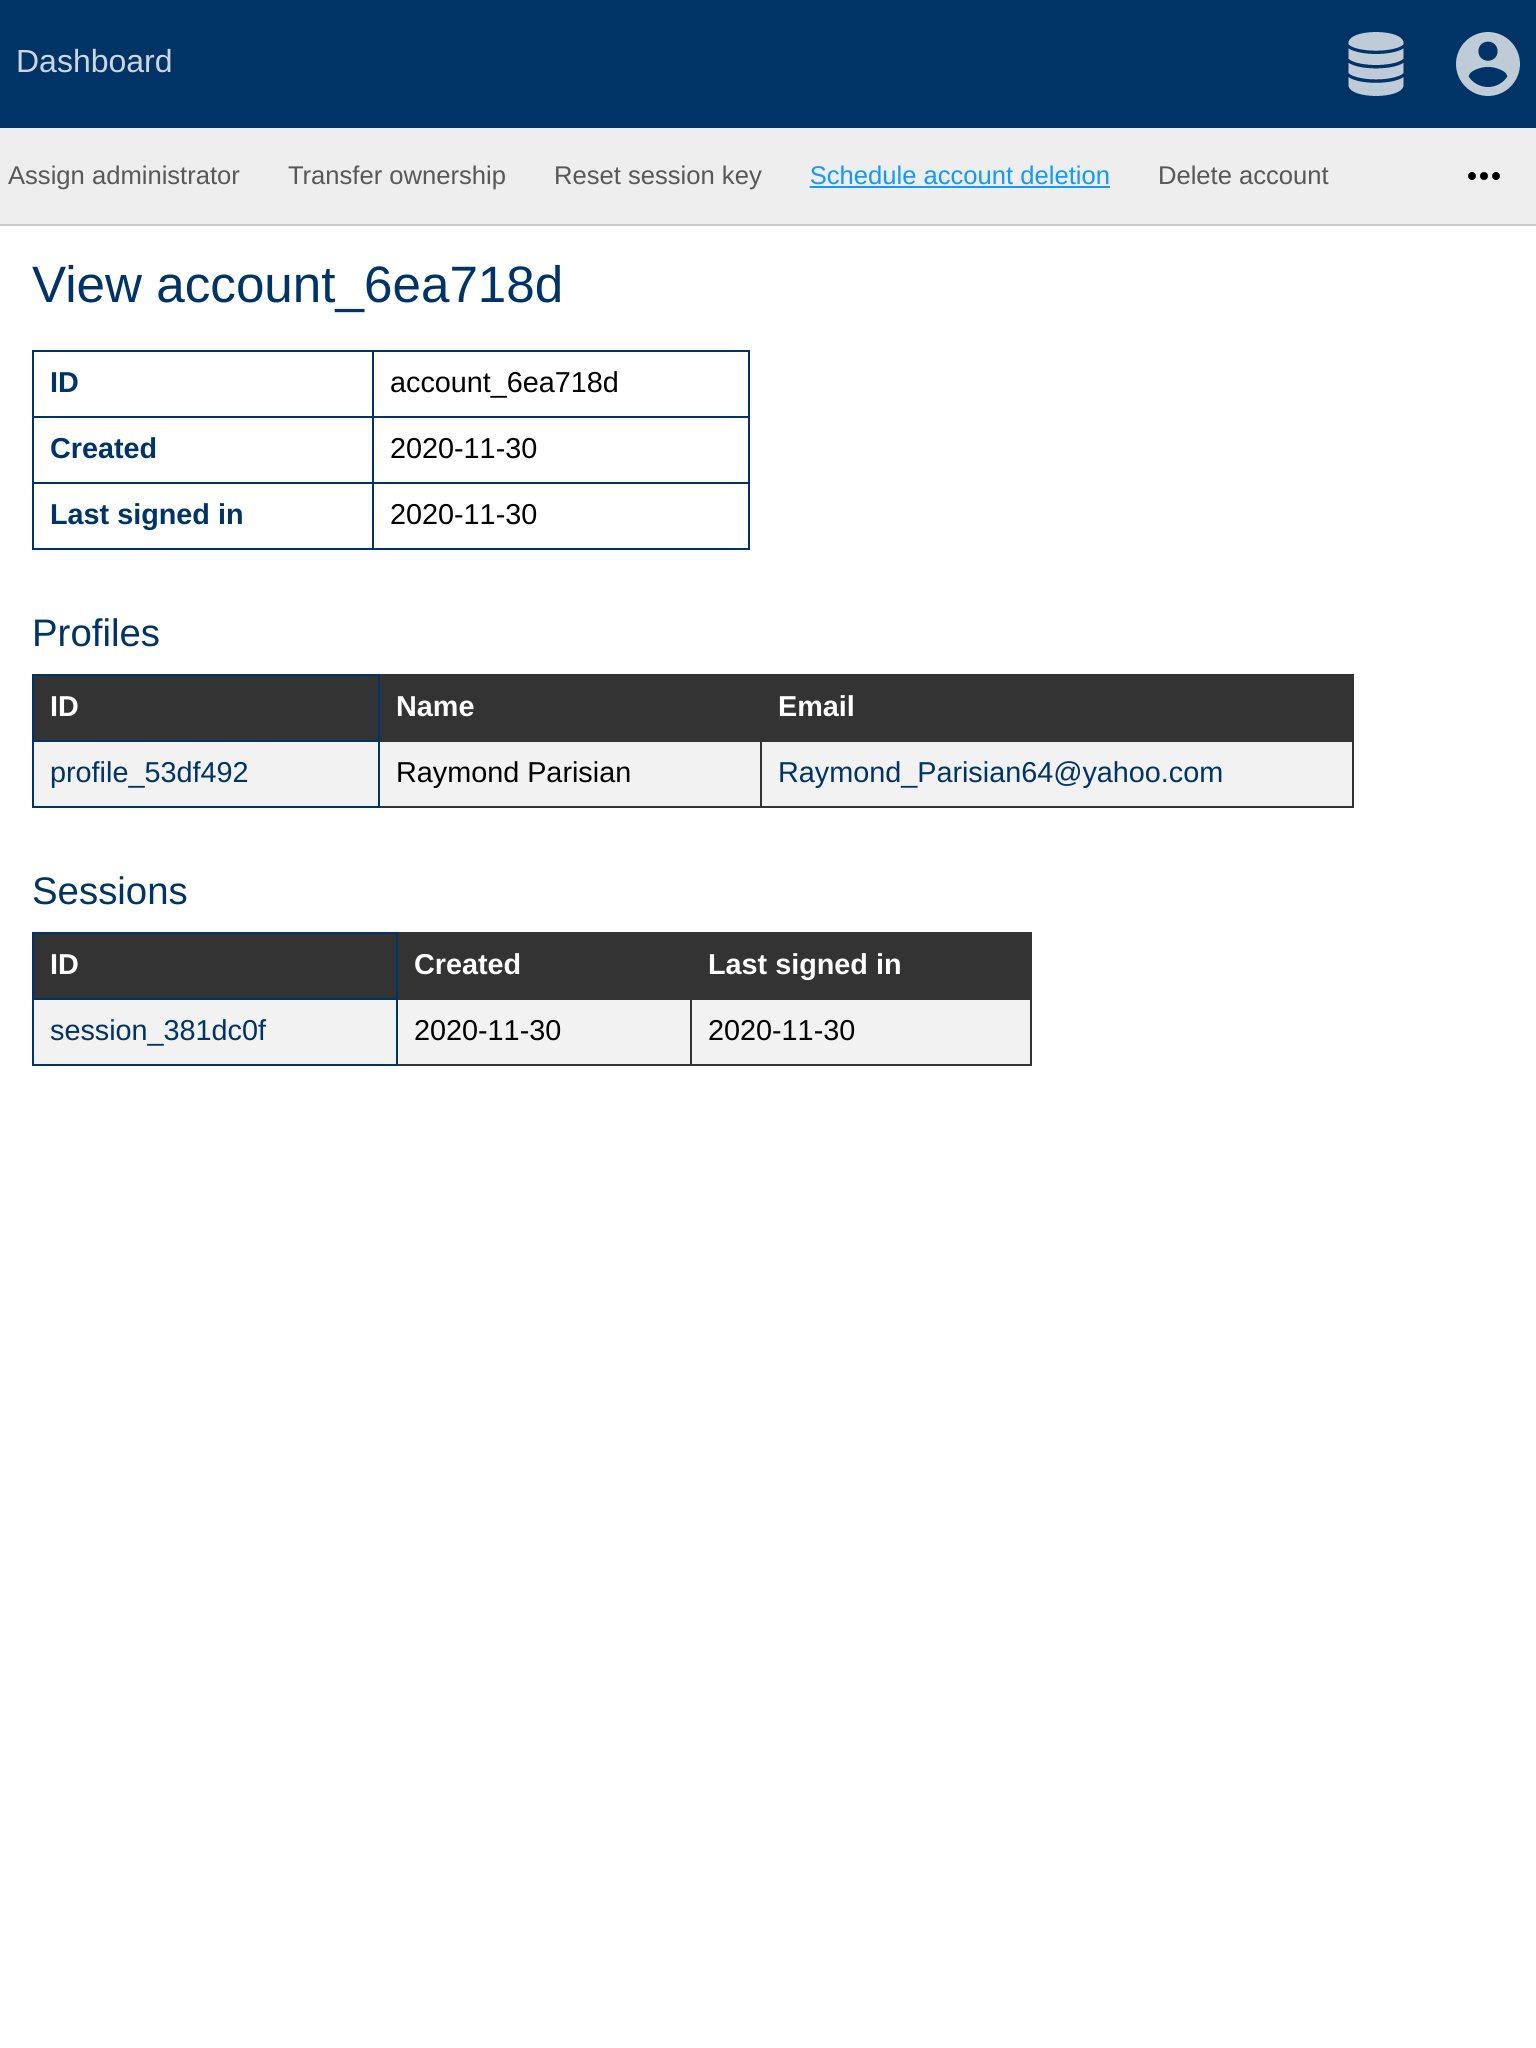 Dashboard
Assign administrator Transfer ownership Reset session key Schedule account deletion Delete account
View account_6ea718d
ID account_6ea718d
Created 2020-11-30
Last signed in 2020-11-30
Profiles
ID Name Email
profile_53df492 Raymond Parisian Raymond_Parisian64@yahoo.com
Sessions
ID Created Last signed in
session_381dc0f 2020-11-30 2020-11-30